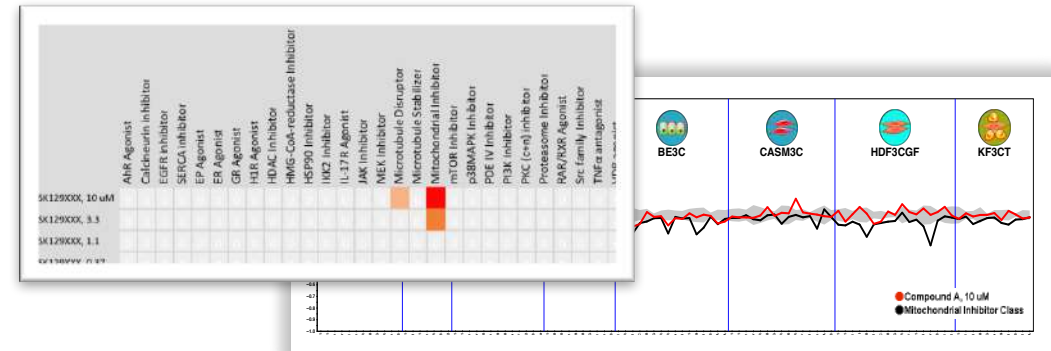 AhR Agonist
Calcineurin inhibitor
EGFR inhibitor
SERCA inhibitor
EP Agonist
ER Agonist
GR Agonist
H1R Agonist
HDAC Inhibitor
HMG-CoA-reductase Inhibitor
HSP90 Inhibitor
IKK2 Inhibitor
IL-17R Agonist
JAK Inhibitor
MEK Inhibitor
Microtubule Disruptor
Microtubule Stabilizer
Mitochondrial Inhibitor
mTOR Inhibitor
p38MAPK Inhibitor
PDE IV Inhibitor
PI3K Inhibitor
PKC (c+n) Inhibitor
Proteasome Inhibitor
RAR/RXR Agonist
Src family Inhibitor
TNFα antagonist
SK129XXX, 10 uM
SK129XXX, 3.3
SK129XXX, 1.1
BE3C
CASM3C
HDF3CGF
KF3CT
Compound A, 10 uM
Mitochondrial Inhibitor Class